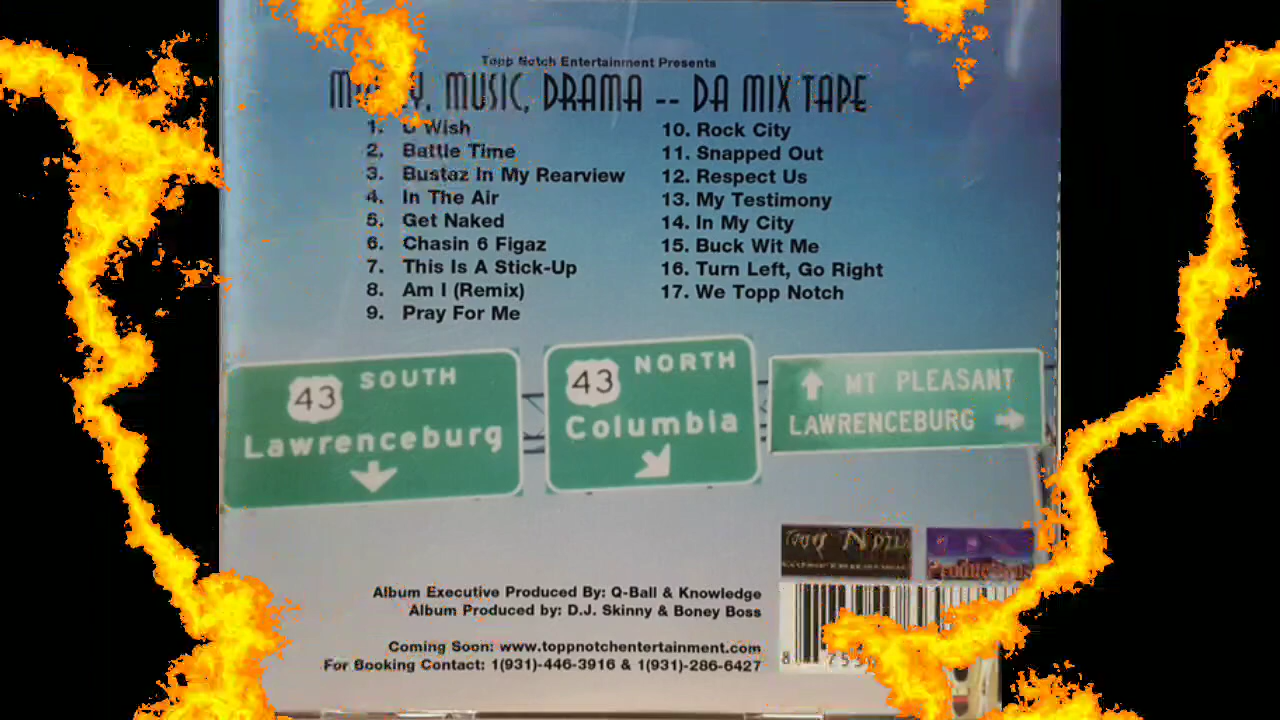 Topp Notch Entertainment Presents
MUSIC, DRAMA -- DA MIX TAPE
1. U Wish
2. Battle Time
3. Bustaz In My Rearview
4. In The Air
5. Get Naked
6. Chasin 6 Figaz
7. This Is A Stick-Up
8. Am I (Remix)
9. Pray For Me
10. Rock City
11. Snapped Out
12. Respect Us
13. My Testimony
14. In My City
15. Buck Wit Me
16. Turn Left, Go Right
17. We Topp Notch
43 SOUTH
Lawrenceburg
43 NORTH
Columbia
MT PLEASANT
LAWRENCEBURG
Album Executive Produced By: Q-Ball & Knowledge
Album Produced by: D.J. Skinny & Boney Boss
Coming Soon: www.toppnotchentertainment.com
For Booking Contact: 1(931)-446-3916 & 1(931)-286-6427